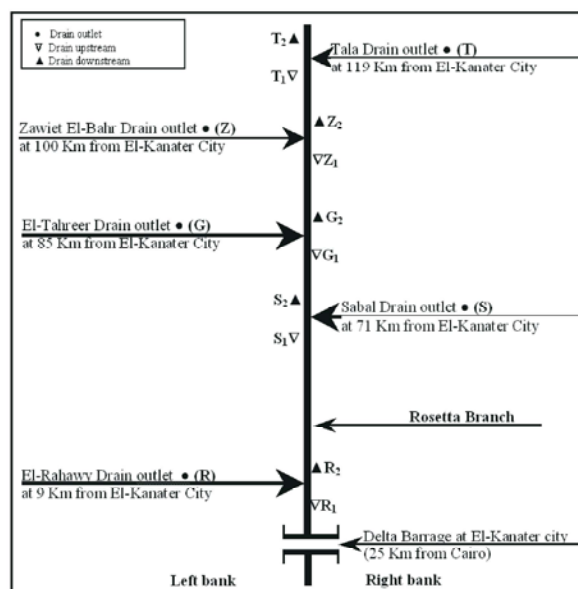 ● Drain outlet
∇ Drain upstream
▲ Drain downstream
T₂▲
Tala Drain outlet ● (T)
at 119 Km from El-Kanater City
T₁∇
Zawiet El-Bahr Drain outlet ● (Z)
at 100 Km from El-Kanater City
▲Z₂
∇Z₁
El-Tahreer Drain outlet ● (G)
at 85 Km from El-Kanater City
▲G₂
∇G₁
S₂▲
Sabal Drain outlet ● (S)
at 71 Km from El-Kanater City
S₁∇
Rosetta Branch
El-Rahawy Drain outlet ● (R)
at 9 Km from El-Kanater City
▲R₂
∇R₁
Delta Barrage at El-Kanater city
(25 Km from Cairo)
Left bank
Right bank